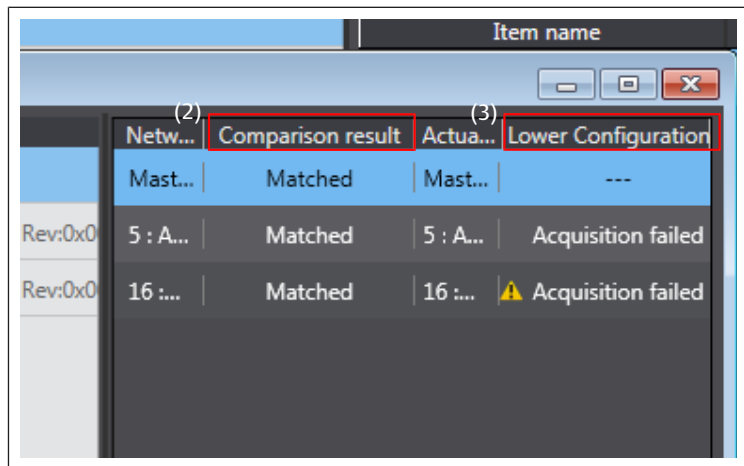 Item name
(2) (3)
Netw... Comparison result Actua... Lower Configuration
Mast... Matched Mast... ---
Rev:0x0 5 : A... Matched 5 : A... Acquisition failed
Rev:0x0 16 :... Matched 16 :... Acquisition failed